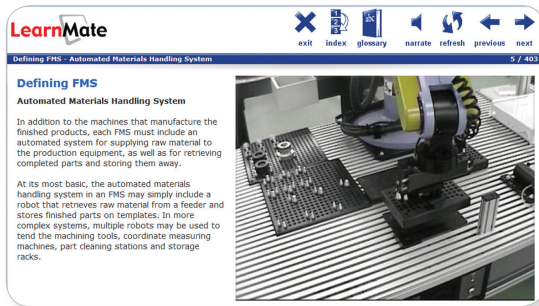 LearnMate
1
2
3
abc
exit index glossary narrate refresh previous next
Defining FMS - Automated Materials Handling System 5 / 403
Defining FMS
Automated Materials Handling System
In addition to the machines that manufacture the
finished products, each FMS must include an
automated system for supplying raw material to
the production equipment, as well as for retrieving
completed parts and storing them away.
At its most basic, the automated materials
handling system in an FMS may simply include a
robot that retrieves raw material from a feeder and
stores finished parts on templates. In more
complex systems, multiple robots may be used to
tend the machining tools, coordinate measuring
machines, part cleaning stations and storage
racks.